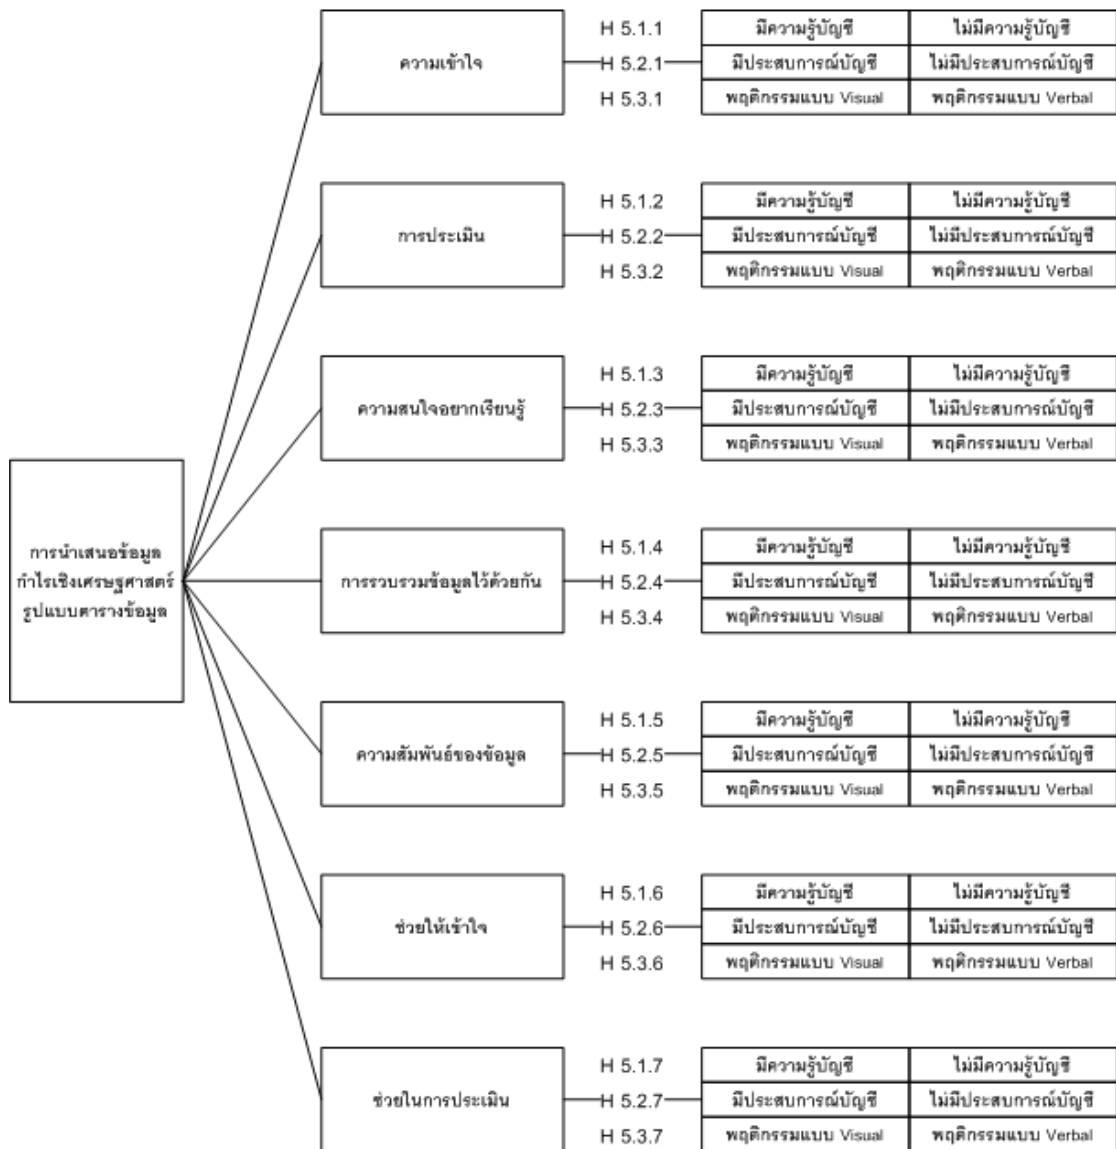 ความเข้าใจ
H 5.1.1 มีความรู้บัญชี ไม่มีความรู้บัญชี
H 5.2.1 มีประสบการณ์บัญชี ไม่มีประสบการณ์บัญชี
H 5.3.1 พฤติกรรมแบบ Visual พฤติกรรมแบบ Verbal
การประเมิน
H 5.1.2 มีความรู้บัญชี ไม่มีความรู้บัญชี
H 5.2.2 มีประสบการณ์บัญชี ไม่มีประสบการณ์บัญชี
H 5.3.2 พฤติกรรมแบบ Visual พฤติกรรมแบบ Verbal
ความสนใจอยากเรียนรู้
H 5.1.3 มีความรู้บัญชี ไม่มีความรู้บัญชี
H 5.2.3 มีประสบการณ์บัญชี ไม่มีประสบการณ์บัญชี
H 5.3.3 พฤติกรรมแบบ Visual พฤติกรรมแบบ Verbal
การนำเสนอข้อมูล
กำไรเชิงเศรษฐศาสตร์
รูปแบบตารางข้อมูล
การรวบรวมข้อมูลไว้ด้วยกัน
H 5.1.4 มีความรู้บัญชี ไม่มีความรู้บัญชี
H 5.2.4 มีประสบการณ์บัญชี ไม่มีประสบการณ์บัญชี
H 5.3.4 พฤติกรรมแบบ Visual พฤติกรรมแบบ Verbal
ความสัมพันธ์ของข้อมูล
H 5.1.5 มีความรู้บัญชี ไม่มีความรู้บัญชี
H 5.2.5 มีประสบการณ์บัญชี ไม่มีประสบการณ์บัญชี
H 5.3.5 พฤติกรรมแบบ Visual พฤติกรรมแบบ Verbal
ช่วยให้เข้าใจ
H 5.1.6 มีความรู้บัญชี ไม่มีความรู้บัญชี
H 5.2.6 มีประสบการณ์บัญชี ไม่มีประสบการณ์บัญชี
H 5.3.6 พฤติกรรมแบบ Visual พฤติกรรมแบบ Verbal
ช่วยในการประเมิน
H 5.1.7 มีความรู้บัญชี ไม่มีความรู้บัญชี
H 5.2.7 มีประสบการณ์บัญชี ไม่มีประสบการณ์บัญชี
H 5.3.7 พฤติกรรมแบบ Visual พฤติกรรมแบบ Verbal